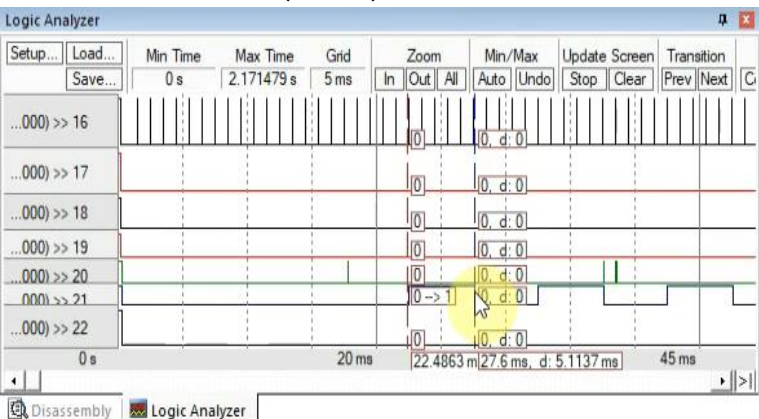 Logic Analyzer
Setup... Load... Min Time Max Time Grid Zoom Min/Max Update Screen Transition
Save... 0 s 2.171479 s 5 ms In Out All Auto Undo Stop Clear Prev Next C
...000) >> 16
0 0, d: 0
...000) >> 17
0 0, d: 0
...000) >> 18
0 0, d: 0
...000) >> 19
0 0, d: 0
...000) >> 20
0 0, d: 0
...000) >> 21
0 --> 1 0, d: 0
...000) >> 22
0 0, d: 0
0 s 20 ms 22.4863 m 27.6 ms, d: 5.1137 ms 45 ms
Disassembly Logic Analyzer